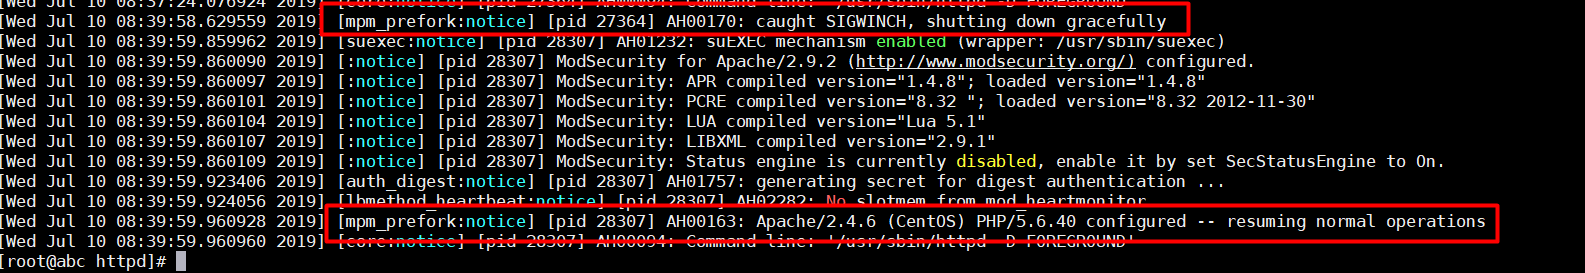 [Wed Jul 10 08:37:24.076924 2019] [core:notice] [pid 27364] AH00094: Command line: '/usr/sbin/httpd -D FOREGROUND'
[Wed Jul 10 08:39:58.629559 2019] [mpm_prefork:notice] [pid 27364] AH00170: caught SIGWINCH, shutting down gracefully
[Wed Jul 10 08:39:59.859962 2019] [suexec:notice] [pid 28307] AH01232: suEXEC mechanism enabled (wrapper: /usr/sbin/suexec)
[Wed Jul 10 08:39:59.860090 2019] [:notice] [pid 28307] ModSecurity for Apache/2.9.2 (http://www.modsecurity.org/) configured.
[Wed Jul 10 08:39:59.860097 2019] [:notice] [pid 28307] ModSecurity: APR compiled version="1.4.8"; loaded version="1.4.8"
[Wed Jul 10 08:39:59.860101 2019] [:notice] [pid 28307] ModSecurity: PCRE compiled version="8.32 "; loaded version="8.32 2012-11-30"
[Wed Jul 10 08:39:59.860104 2019] [:notice] [pid 28307] ModSecurity: LUA compiled version="Lua 5.1"
[Wed Jul 10 08:39:59.860107 2019] [:notice] [pid 28307] ModSecurity: LIBXML compiled version="2.9.1"
[Wed Jul 10 08:39:59.860109 2019] [:notice] [pid 28307] ModSecurity: Status engine is currently disabled, enable it by set SecStatusEngine to On.
[Wed Jul 10 08:39:59.923406 2019] [auth_digest:notice] [pid 28307] AH01757: generating secret for digest authentication ...
[Wed Jul 10 08:39:59.924056 2019] [lbmethod_heartbeat:notice] [pid 28307] AH02282: No slotmem from mod_heartmonitor
[Wed Jul 10 08:39:59.960928 2019] [mpm_prefork:notice] [pid 28307] AH00163: Apache/2.4.6 (CentOS) PHP/5.6.40 configured -- resuming normal operations
[Wed Jul 10 08:39:59.960960 2019] [core:notice] [pid 28307] AH00094: Command line: '/usr/sbin/httpd -D FOREGROUND'
[root@abc httpd]#